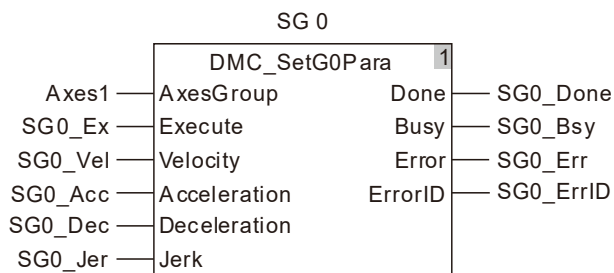 SG 0
DMC_SetG0Para 1
Axes1 AxesGroup Done SG0_Done
SG0_Ex Execute Busy SG0_Bsy
SG0_Vel Velocity Error SG0_Err
SG0_Acc Acceleration ErrorID SG0_ErrID
SG0_Dec Deceleration
SG0_Jer Jerk